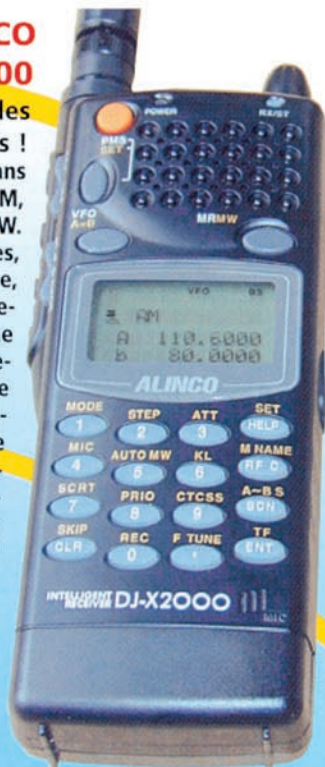 CO
00
les
s !
ans
M,
W.
es,
e,
e-
e
e-
e
-
e
POWER RX/ST
PMS
SET
VFO
A↔B MRMW
VFO
AM
A 110.6000
b 80.0000
ALINCO
MODE STEP ATT SET
1 2 3 HELP
MIC AUTO MW KL M NAME
4 5 6 RF C
SCRT PRIO CTCSS A~B S
7 8 9 SCN
SKIP REC F TUNE TF
CLR 0 . ENT
INTELLIGENT
RECEIVER DJ-X2000
MIC